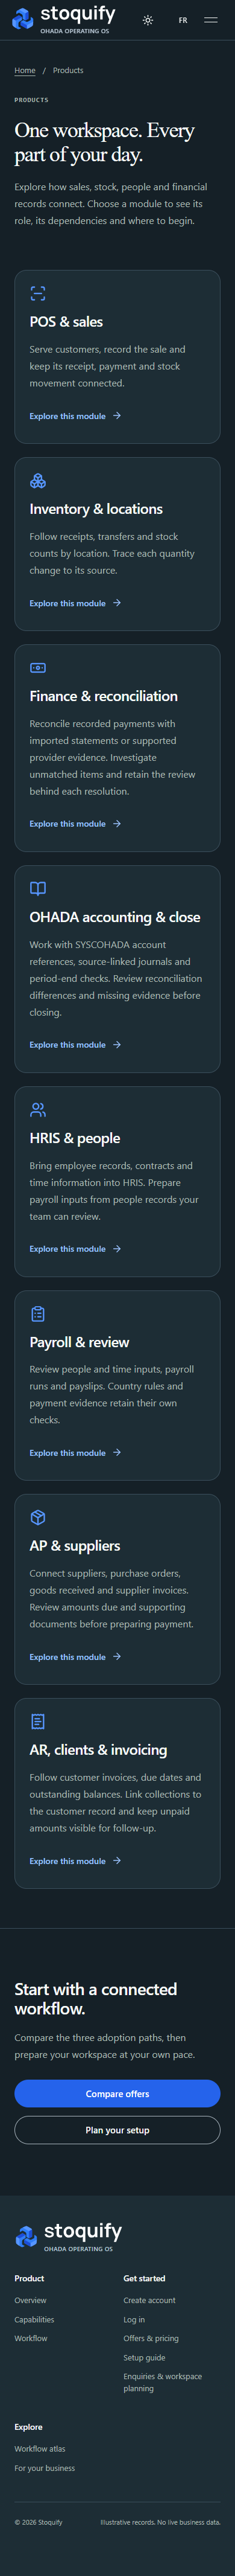 stoquify
OHADA OPERATING OS
FR
Home / Products
PRODUCTS
One workspace. Every
part of your day.
Explore how sales, stock, people and financial
records connect. Choose a module to see its
role, its dependencies and where to begin.
POS & sales
Serve customers, record the sale and
keep its receipt, payment and stock
movement connected.
Explore this module
Inventory & locations
Follow receipts, transfers and stock
counts by location. Trace each quantity
change to its source.
Explore this module
Finance & reconciliation
Reconcile recorded payments with
imported statements or supported
provider evidence. Investigate
unmatched items and retain the review
behind each resolution.
Explore this module
OHADA accounting & close
Work with SYSCOHADA account
references, source-linked journals and
period-end checks. Review reconciliation
differences and missing evidence before
closing.
Explore this module
HRIS & people
Bring employee records, contracts and
time information into HRIS. Prepare
payroll inputs from people records your
team can review.
Explore this module
Payroll & review
Review people and time inputs, payroll
runs and payslips. Country rules and
payment evidence retain their own
checks.
Explore this module
AP & suppliers
Connect suppliers, purchase orders,
goods received and supplier invoices.
Review amounts due and supporting
documents before preparing payment.
Explore this module
AR, clients & invoicing
Follow customer invoices, due dates and
outstanding balances. Link collections to
the customer record and keep unpaid
amounts visible for follow-up.
Explore this module
Start with a connected
workflow.
Compare the three adoption paths, then
prepare your workspace at your own pace.
Compare offers
Plan your setup
stoquify
OHADA OPERATING OS
Product
Overview
Capabilities
Workflow
Get started
Create account
Log in
Offers & pricing
Setup guide
Enquiries & workspace
planning
Explore
Workflow atlas
For your business
© 2026 Stoquify
Illustrative records. No live business data.